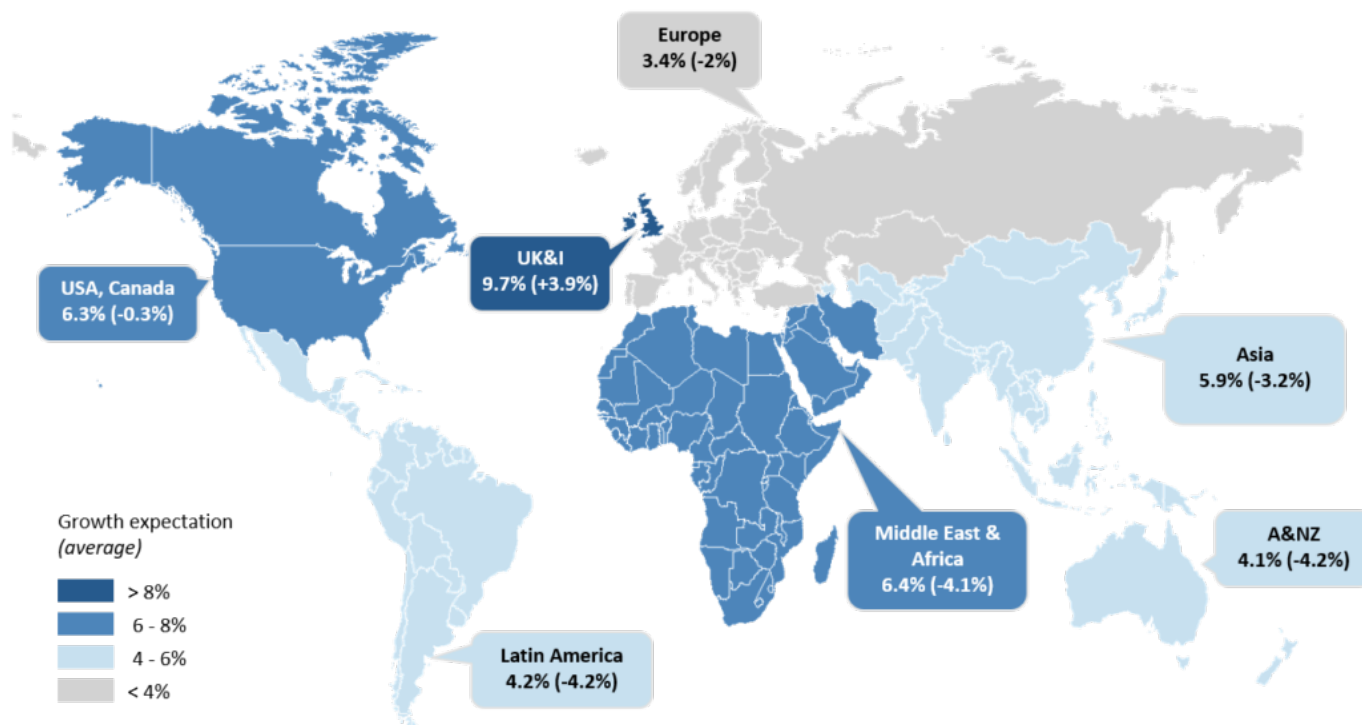 Europe
3.4% (-2%)
UK&I
9.7% (+3.9%)
USA, Canada
6.3% (-0.3%)
Asia
5.9% (-3.2%)
Middle East &
Africa
6.4% (-4.1%)
A&NZ
4.1% (-4.2%)
Latin America
4.2% (-4.2%)
Growth expectation
(average)
> 8%
6 - 8%
4 - 6%
< 4%